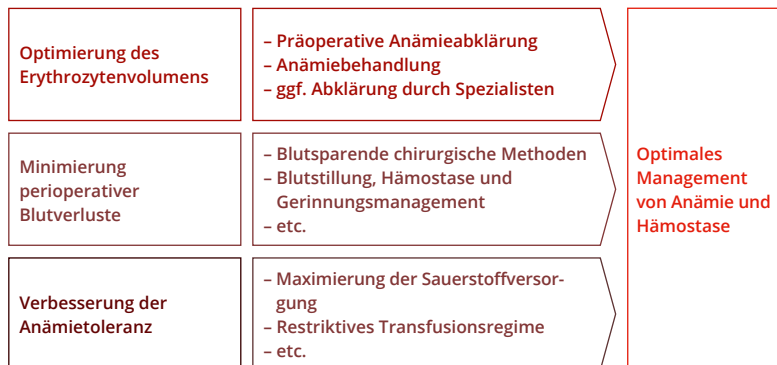 Optimierung des
Erythrozytenvolumens
– Präoperative Anämieabklärung
– Anämiebehandlung
– ggf. Abklärung durch Spezialisten
Minimierung
perioperativer
Blutverluste
– Blutsparende chirurgische Methoden
– Blutstillung, Hämostase und
Gerinnungsmanagement
– etc.
Verbesserung der
Anämietoleranz
– Maximierung der Sauerstoffversor-
gung
– Restriktives Transfusionsregime
– etc.
Optimales
Management
von Anämie und
Hämostase